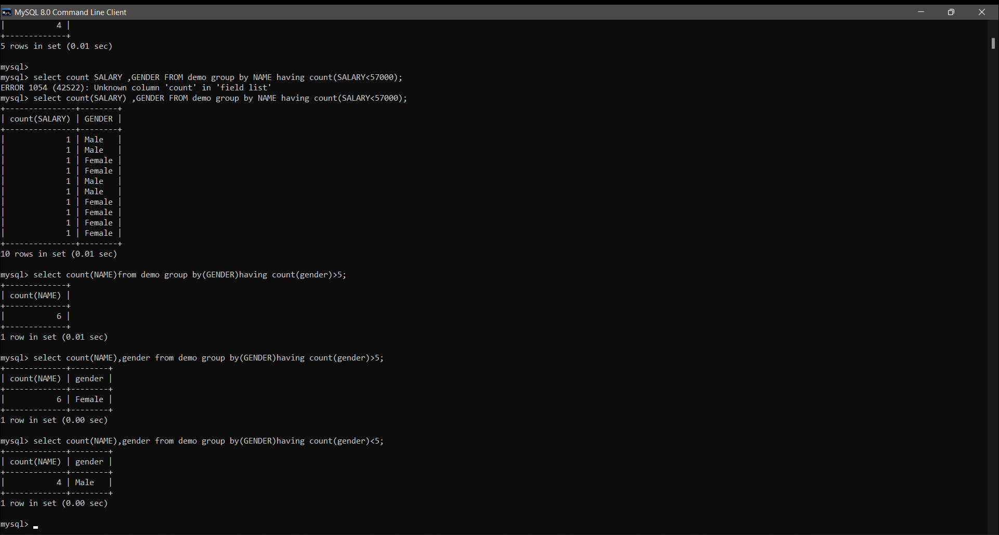 MySQL 8.0 Command Line Client
|           4 |
+-------------+
5 rows in set (0.01 sec)
mysql>
mysql> select count SALARY ,GENDER FROM demo group by NAME having count(SALARY<57000);
ERROR 1054 (42S22): Unknown column 'count' in 'field list'
mysql> select count(SALARY) ,GENDER FROM demo group by NAME having count(SALARY<57000);
+---------------+--------+
| count(SALARY) | GENDER |
+---------------+--------+
|             1 | Male   |
|             1 | Male   |
|             1 | Female |
|             1 | Female |
|             1 | Male   |
|             1 | Male   |
|             1 | Female |
|             1 | Female |
|             1 | Female |
|             1 | Female |
+---------------+--------+
10 rows in set (0.01 sec)
mysql> select count(NAME)from demo group by(GENDER)having count(gender)>5;
+-------------+
| count(NAME) |
+-------------+
|           6 |
+-------------+
1 row in set (0.01 sec)
mysql> select count(NAME),gender from demo group by(GENDER)having count(gender)>5;
+-------------+--------+
| count(NAME) | gender |
+-------------+--------+
|           6 | Female |
+-------------+--------+
1 row in set (0.00 sec)
mysql> select count(NAME),gender from demo group by(GENDER)having count(gender)<5;
+-------------+--------+
| count(NAME) | gender |
+-------------+--------+
|           4 | Male   |
+-------------+--------+
1 row in set (0.00 sec)
mysql>